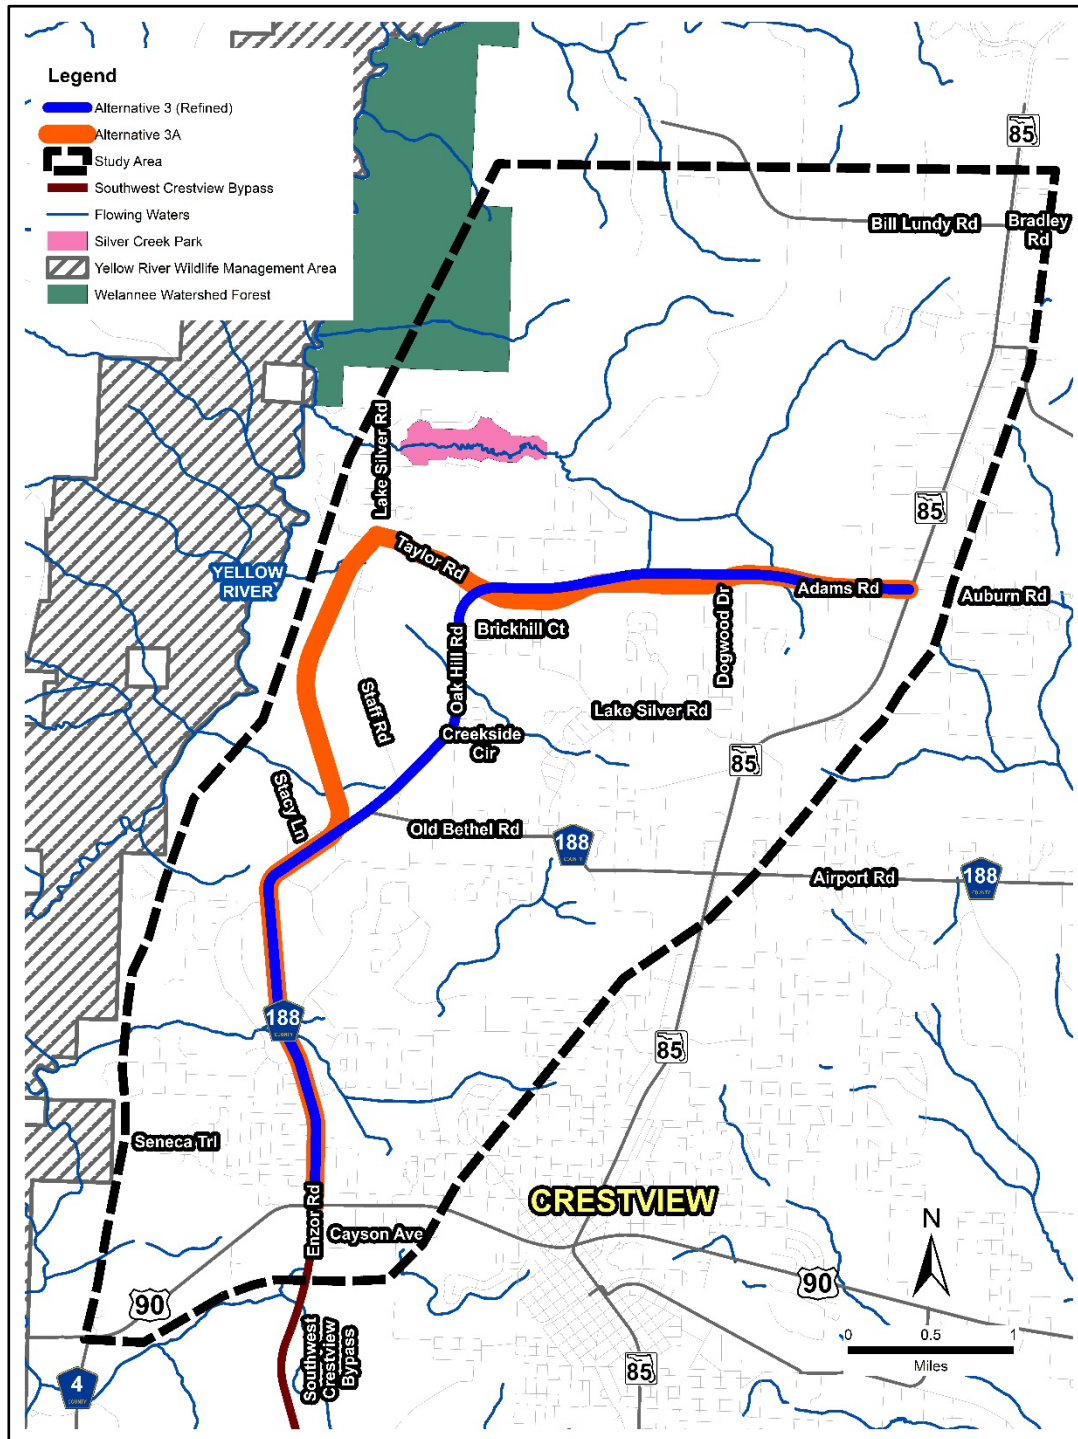 Legend
Alternative 3 (Refined)
Alternative 3A
Study Area
Southwest Crestview Bypass
Flowing Waters
Silver Creek Park
Yellow River Wildlife Management Area
Welannee Watershed Forest
85
Bill Lundy Rd
Bradley
Rd
Lake Silver Rd
85
Taylor Rd
YELLOW
RIVER
Adams Rd
Auburn Rd
Dogwood Dr
Brickhill Ct
Oak Hill Rd
Staff Rd
Lake Silver Rd
Creekside
Cir
85
Stacy Ln
Old Bethel Rd
188
COUNTY
Airport Rd
188
COUNTY
188
COUNTY
85
Seneca Trl
CRESTVIEW
Enzor Rd
Cayson Ave
N
90
90
0 0.5 1
Miles
Southwest
Crestview
Bypass
85
4
COUNTY